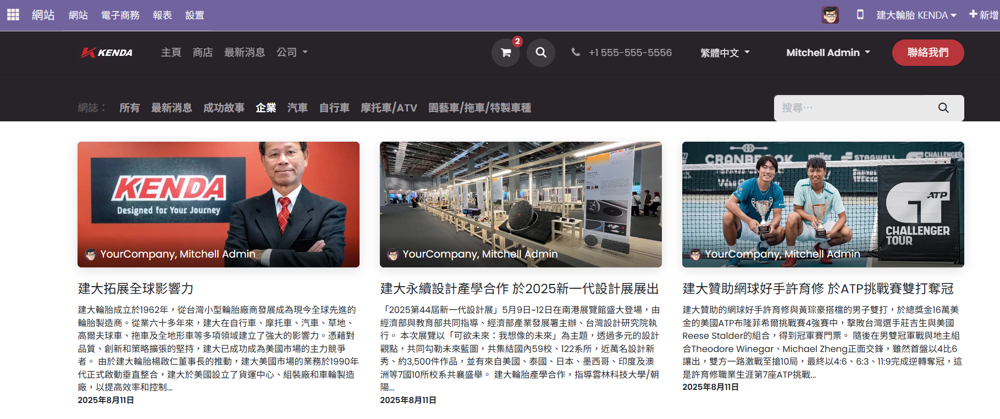 網站 網站 電子商務 報表 設置 建大輪胎 KENDA 新增
KENDA 主頁 商店 最新消息 公司 2 +1 555-555-5556 繁體中文 Mitchell Admin 聯絡我們
網誌： 所有 最新消息 成功故事 企業 汽車 自行車 摩托車/ATV 園藝車/拖車/特製車種 搜尋…
KENDA
Designed for Your Journey
YourCompany, Mitchell Admin
建大拓展全球影響力
建大輪胎成立於1962年，從台灣小型輪胎廠商發展成為現今全球先進的
輪胎製造商。從業六十多年來，建大在自行車、摩托車、汽車、草地、
高爾夫球車、拖車及全地形車等多項領域建立了強大的影響力。憑藉對
品質、創新和策略擴張的堅持，建大已成功成為美國市場的主力競爭
者。 由於建大輪胎楊啟仁董事長的推動，建大美國市場的業務於1990年
代正式啟動垂直整合，建大於美國設立了貨運中心、組裝廠和車輪製造
廠，以提高效率和控制...
2025年8月11日
YourCompany, Mitchell Admin
建大永續設計產學合作 於2025新一代設計展展出
「2025第44屆新一代設計展」5月9日~12日在南港展覽館盛大登場，由
經濟部與教育部共同指導、經濟部產業發展署主辦、台灣設計研究院執
行。 本次展覽以「可欲未來：我想像的未來」為主題，透過多元的設計
觀點，共同勾勒未來藍圖，共集結國內59校、122系所，近萬名設計新
秀、約3,500件作品，並有來自美國、泰國、日本、墨西哥、印度及澳
洲等7國10所校系共襄盛舉。 建大輪胎產學合作，指導雲林科技大學/朝
陽...
2025年8月11日
CRANBROOK
STAGWELL
CHALLENGER
ATP
CHALLENGER
TOUR
YourCompany, Mitchell Admin
建大贊助網球好手許育修 於ATP挑戰賽雙打奪冠
建大贊助的網球好手許育修與黃琮豪搭檔的男子雙打，於總獎金16萬美
金的美國ATP布隆菲希爾挑戰賽4強賽中，擊敗台灣選手莊吉生與美國
Reese Stalder的組合，得到冠軍賽門票。 隨後在男雙冠軍戰與地主組
合Theodore Winegar、Michael Zheng正面交鋒，雖然首盤以4比6
讓出，雙方一路激戰至搶10局，最終以4:6、6:3、11:9完成逆轉奪冠，這
是許育修職業生涯第7座ATP挑戰...
2025年8月11日